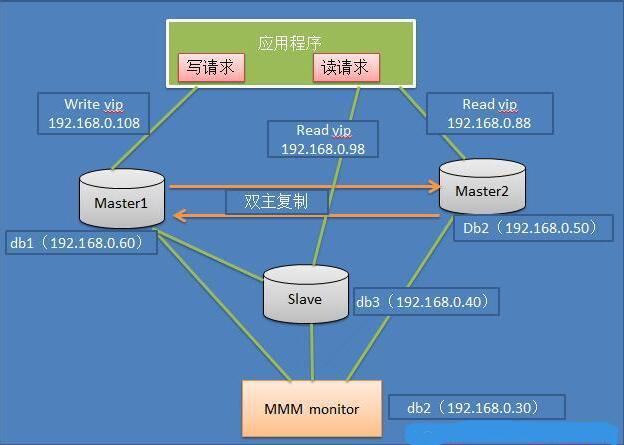 应用程序
写请求
读请求
Write vip
192.168.0.108
Read vip
192.168.0.98
Read vip
192.168.0.88
Master1
双主复制
Master2
db1（192.168.0.60）
Db2（192.168.0.50）
Slave
db3（192.168.0.40）
MMM monitor
db2（192.168.0.30）